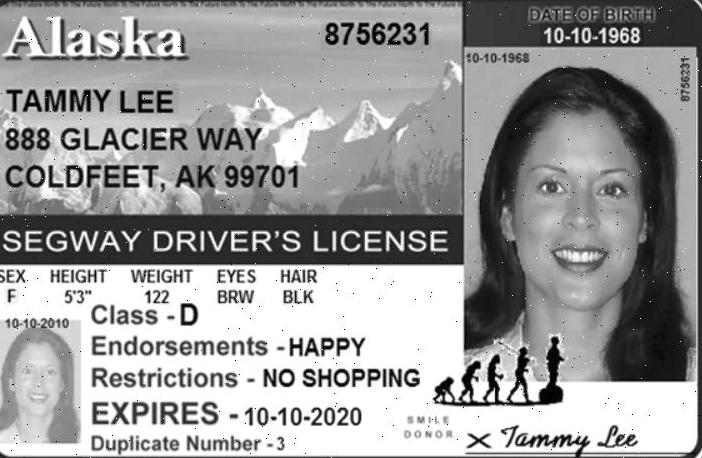 Alaska
8756231
TAMMY LEE
888 GLACIER WAY
COLDFEET, AK 99701
SEGWAY DRIVER'S LICENSE
SEX HEIGHT WEIGHT EYES HAIR
F 5'3" 122 BRW BLK
10-10-2010
Class - D
Endorsements - HAPPY
Restrictions - NO SHOPPING
EXPIRES - 10-10-2020
Duplicate Number - 3
DATE OF BIRTH
10-10-1968
10-10-1968
8756231
SMILE
DONOR
X Tammy Lee